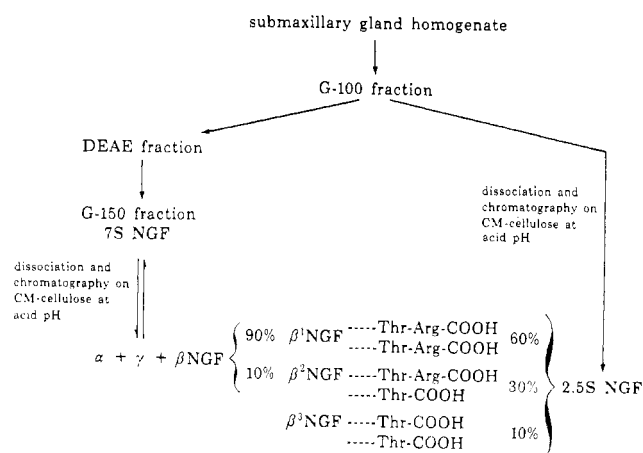 submaxillary gland homogenate
G-100 fraction
DEAE fraction
G-150 fraction
7S NGF
dissociation and
chromatography on
CM-cellulose at
acid pH
dissociation and
chromatography on
CM-cellulose at
acid pH
α + γ + βNGF
90% β¹NGF -----Thr-Arg-COOH 60%
-----Thr-Arg-COOH
10% β²NGF -----Thr-Arg-COOH 30%
-----Thr-COOH
β³NGF -----Thr-COOH 10%
-----Thr-COOH
2.5S NGF